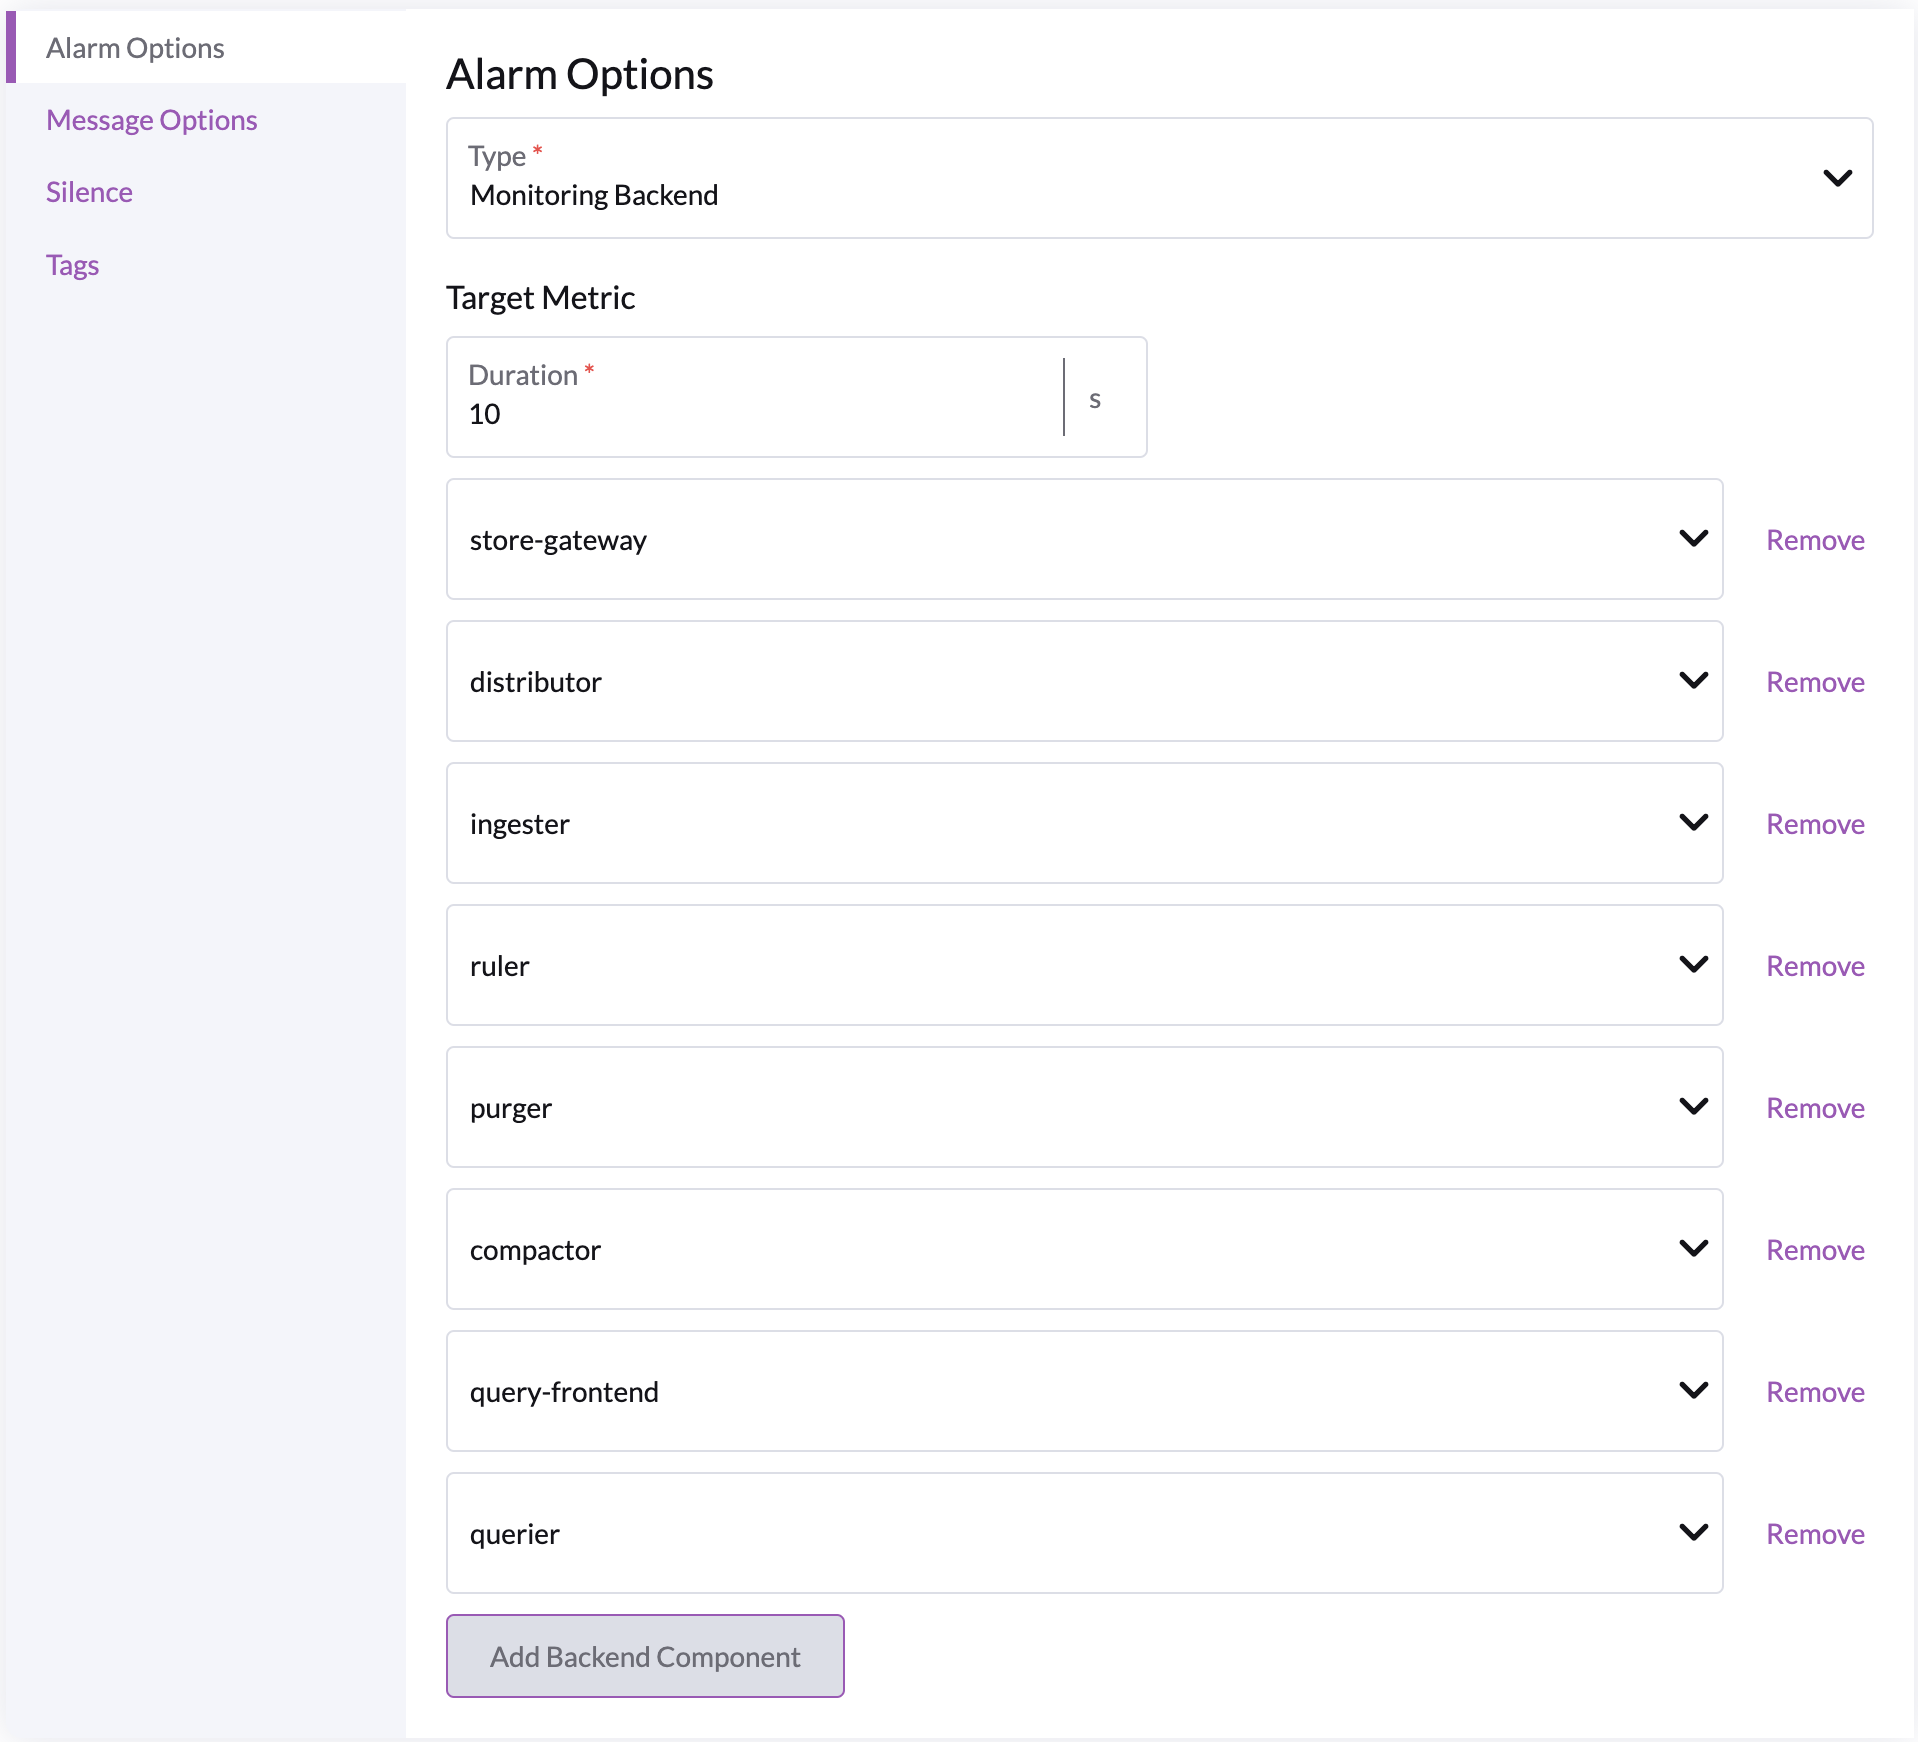 Alarm Options
Message Options
Silence
Tags
Alarm Options
Type *
Monitoring Backend
Target Metric
Duration *
10
s
store-gateway
Remove
distributor
Remove
ingester
Remove
ruler
Remove
purger
Remove
compactor
Remove
query-frontend
Remove
querier
Remove
Add Backend Component